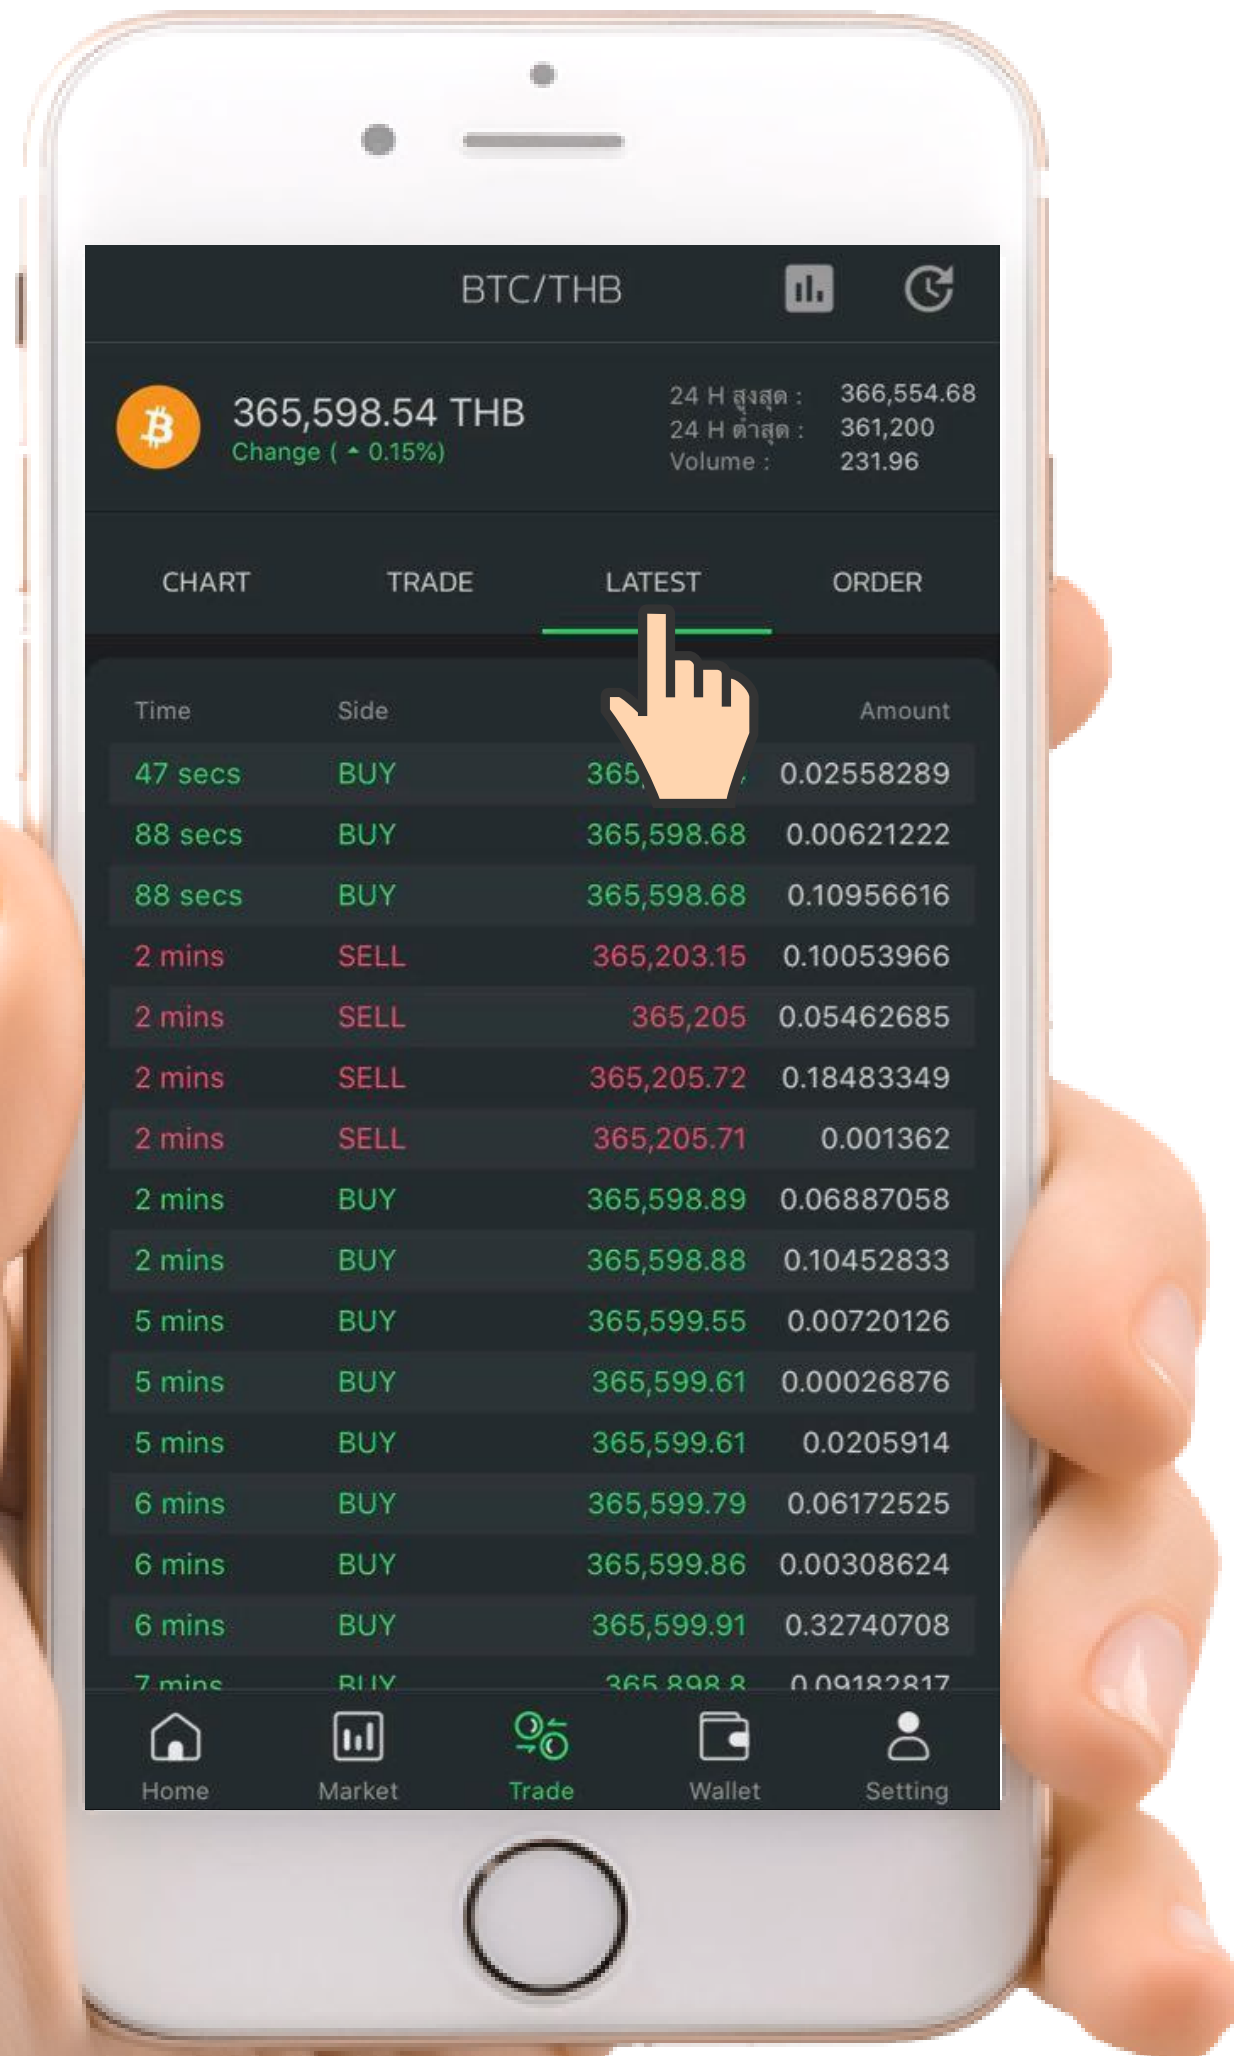 BTC/THB
365,598.54 THB
Change ( 0.15%)
24 H สูงสุด : 366,554.68
24 H ต่ำสุด : 361,200
Volume : 231.96
CHART TRADE LATEST ORDER
Time Side Amount
47 secs BUY 0.02558289
88 secs BUY 365,598.68 0.00621222
88 secs BUY 365,598.68 0.10956616
2 mins SELL 365,203.15 0.10053966
2 mins SELL 365,205 0.05462685
2 mins SELL 365,205.72 0.18483349
2 mins SELL 365,205.71 0.001362
2 mins BUY 365,598.89 0.06887058
2 mins BUY 365,598.88 0.10452833
5 mins BUY 365,599.55 0.00720126
5 mins BUY 365,599.61 0.00026876
5 mins BUY 365,599.61 0.0205914
6 mins BUY 365,599.79 0.06172525
6 mins BUY 365,599.86 0.00308624
6 mins BUY 365,599.91 0.32740708
7 mins BUY 365,898.8 0.09182817
Home Market Trade Wallet Setting